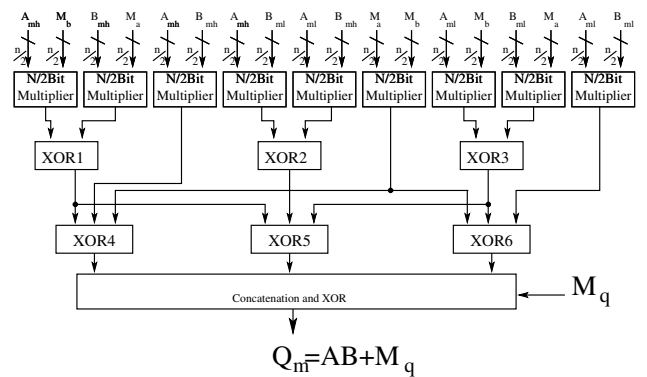 A mh M b B mh M a A mh B mh A mh B ml A ml B mh M a M b A ml M b B ml M a A ml B ml
n/2 n/2 n/2 n/2 n/2 n/2 n/2 n/2 n/2 n/2 n/2 n/2 n/2 n/2 n/2 n/2 n/2 n/2
N/2Bit N/2Bit N/2Bit N/2Bit N/2Bit N/2Bit N/2Bit N/2Bit N/2Bit
Multiplier Multiplier Multiplier Multiplier Multiplier Multiplier Multiplier Multiplier Multiplier
XOR1 XOR2 XOR3
XOR4 XOR5 XOR6
Concatenation and XOR
M q
Q m=AB+M q